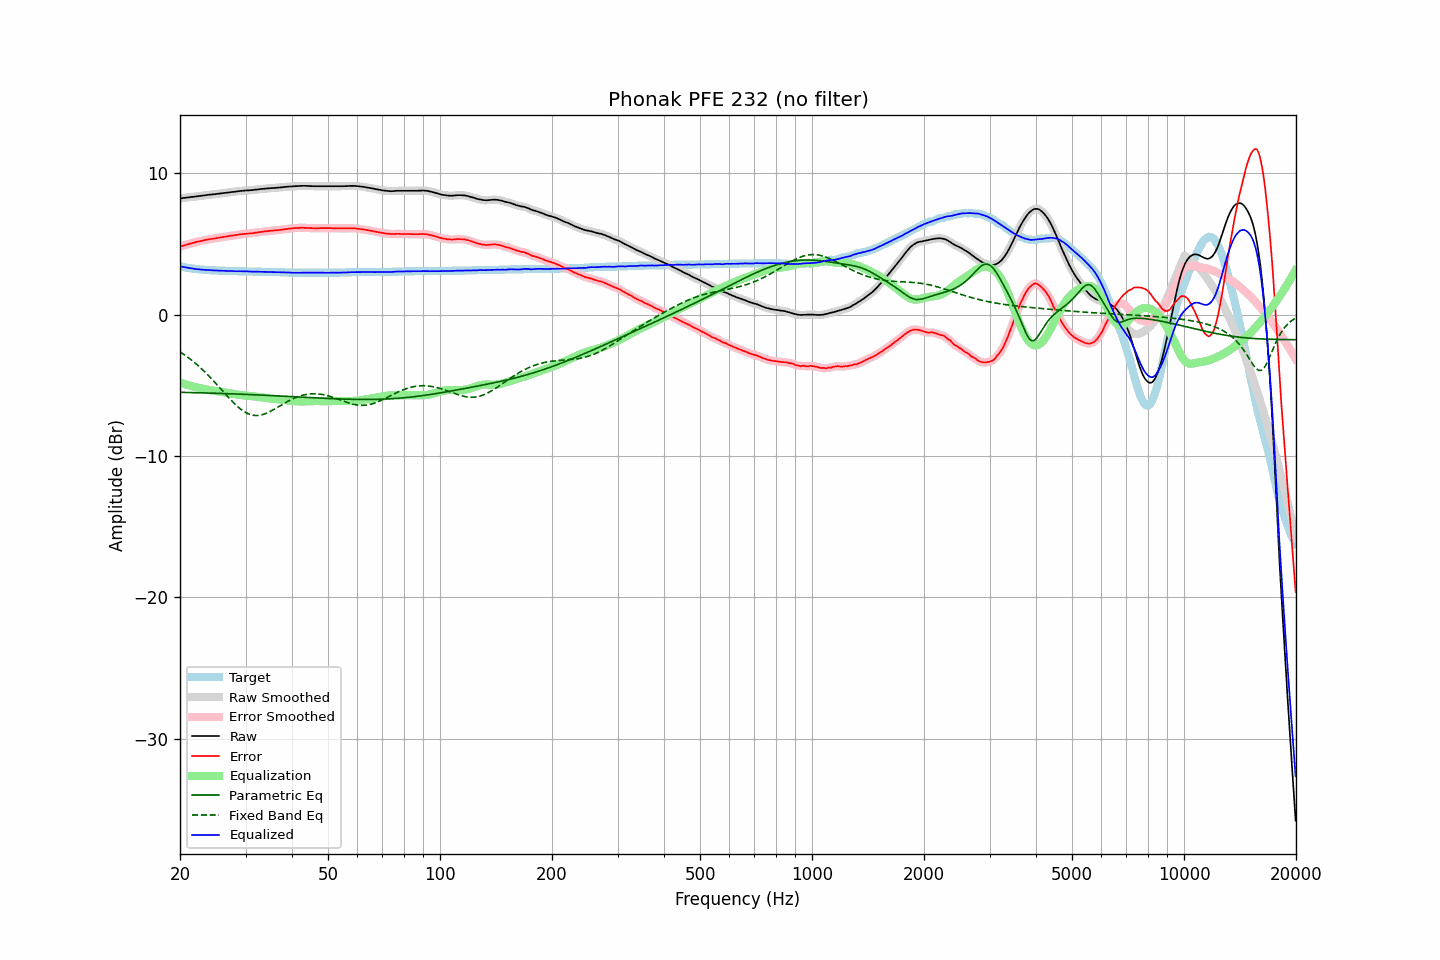 Phonak PFE 232 (no filter)
Amplitude (dBr)
10
0
−10
−20
−30
Target
Raw Smoothed
Error Smoothed
Raw
Error
Equalization
Parametric Eq
Fixed Band Eq
Equalized
20 50 100 200 500 1000 2000 5000 10000 20000
Frequency (Hz)